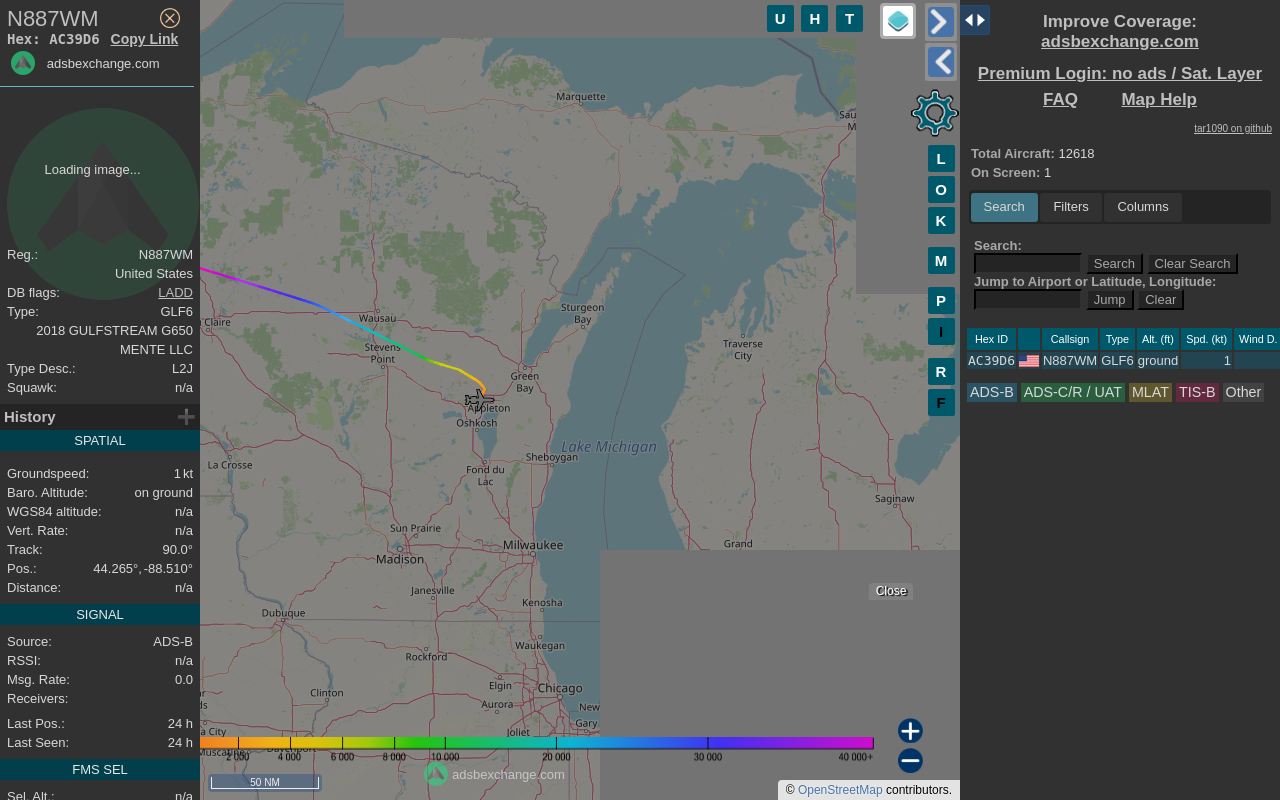 N887WM
Hex: AC39D6 Copy Link
adsbexchange.com
Loading image...
Reg.: N887WM
United States
DB flags: LADD
Type: GLF6
2018 GULFSTREAM G650
MENTE LLC
Type Desc.: L2J
Squawk: n/a
History
SPATIAL
Groundspeed: 1 kt
Baro. Altitude: on ground
WGS84 altitude: n/a
Vert. Rate: n/a
Track: 90.0°
Pos.: 44.265°, -88.510°
Distance: n/a
SIGNAL
Source: ADS-B
RSSI: n/a
Msg. Rate: 0.0
Receivers:
Last Pos.: 24 h
Last Seen: 24 h
FMS SEL
Sel. Alt.: n/a
U H T
L
O
K
M
P
I
R
F
Marquette
Sau
M
Claire
Wausau
Stevens
Point
Sturgeon
Bay
Traverse
City
Green
Bay
Appleton
Oshkosh
Lake Michigan
La Crosse
Sheboygan
Fond du
Lac
Saginaw
Sun Prairie
Madison
Milwaukee
Grand
Janesville
Kenosha
Dubuque
Waukegan
Rockford
Clinton
Elgin
Chicago
Aurora
New
Gary
Joliet
Close
2 000 4 000 6 000 8 000 10 000 20 000 30 000 40 000+
adsbexchange.com
50 NM
© OpenStreetMap contributors.
Improve Coverage:
adsbexchange.com
Premium Login: no ads / Sat. Layer
FAQ Map Help
tar1090 on github
Total Aircraft: 12618
On Screen: 1
Search Filters Columns
Search:
Search Clear Search
Jump to Airport or Latitude, Longitude:
Jump Clear
Hex ID Callsign Type Alt. (ft) Spd. (kt) Wind D.
AC39D6 N887WM GLF6 ground 1
ADS-B ADS-C/R / UAT MLAT TIS-B Other